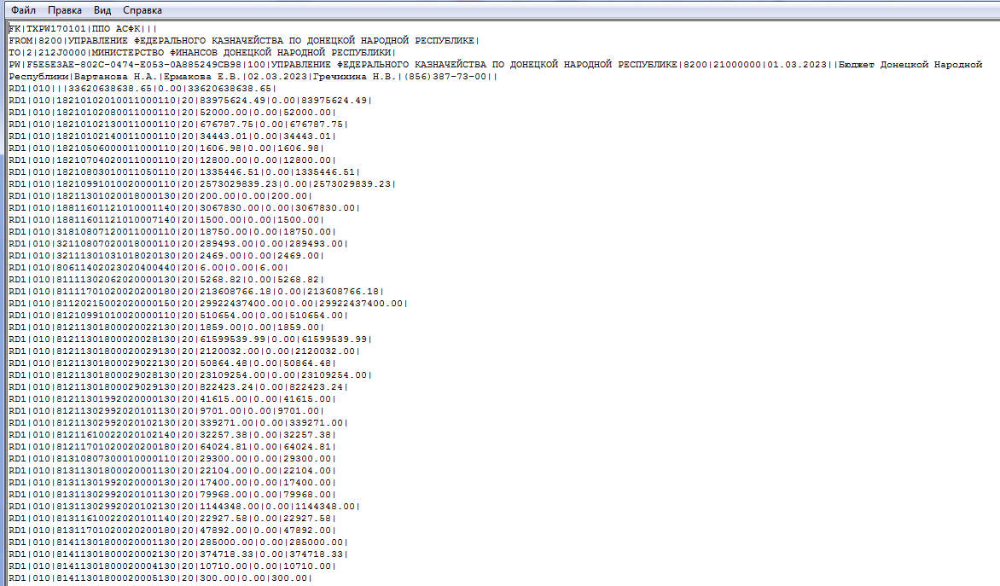 Файл Правка Вид Справка
FK|TXPW170101|ППО АСФК|||
FROM|8200|УПРАВЛЕНИЕ ФЕДЕРАЛЬНОГО КАЗНАЧЕЙСТВА ПО ДОНЕЦКОЙ НАРОДНОЙ РЕСПУБЛИКЕ|
TO|2|212J0000|МИНИСТЕРСТВО ФИНАНСОВ ДОНЕЦКОЙ НАРОДНОЙ РЕСПУБЛИКИ|
PW|F5E5E3AE-802C-0474-E053-0A885249CB98|100|УПРАВЛЕНИЕ ФЕДЕРАЛЬНОГО КАЗНАЧЕЙСТВА ПО ДОНЕЦКОЙ НАРОДНОЙ РЕСПУБЛИКЕ|8200|21000000|01.03.2023||Бюджет Донецкой Народной
Республики|Вартанова Н.А.|Ермакова Е.В.|02.03.2023|Гречихина Н.В.|(856)387-73-00||
RD1|010|||33620638638.65|0.00|33620638638.65|
RD1|010|18210102010011000110|20|83975624.49|0.00|83975624.49|
RD1|010|18210102080011000110|20|52000.00|0.00|52000.00|
RD1|010|18210102130011000110|20|676787.75|0.00|676787.75|
RD1|010|18210102140011000110|20|34443.01|0.00|34443.01|
RD1|010|18210506000011000110|20|1606.98|0.00|1606.98|
RD1|010|18210704020011000110|20|12800.00|0.00|12800.00|
RD1|010|18210803010011050110|20|1335446.51|0.00|1335446.51|
RD1|010|18210991010020000110|20|2573029839.23|0.00|2573029839.23|
RD1|010|18211301020018000130|20|200.00|0.00|200.00|
RD1|010|18811601121010001140|20|3067830.00|0.00|3067830.00|
RD1|010|18811601121010007140|20|1500.00|0.00|1500.00|
RD1|010|31810807120011000110|20|18750.00|0.00|18750.00|
RD1|010|32110807020018000110|20|289493.00|0.00|289493.00|
RD1|010|32111301031018020130|20|2469.00|0.00|2469.00|
RD1|010|80611402023020400440|20|6.00|0.00|6.00|
RD1|010|81111302062020000130|20|5268.82|0.00|5268.82|
RD1|010|81111701020020200180|20|213608766.18|0.00|213608766.18|
RD1|010|81120215002020000150|20|29922437400.00|0.00|29922437400.00|
RD1|010|81210991010020000110|20|510654.00|0.00|510654.00|
RD1|010|81211301800020022130|20|1859.00|0.00|1859.00|
RD1|010|81211301800020028130|20|61599539.99|0.00|61599539.99|
RD1|010|81211301800020029130|20|2120032.00|0.00|2120032.00|
RD1|010|81211301800029022130|20|50864.48|0.00|50864.48|
RD1|010|81211301800029028130|20|23109254.00|0.00|23109254.00|
RD1|010|81211301800029029130|20|822423.24|0.00|822423.24|
RD1|010|81211301992020000130|20|41615.00|0.00|41615.00|
RD1|010|81211302992020101130|20|9701.00|0.00|9701.00|
RD1|010|81211302992020102130|20|339271.00|0.00|339271.00|
RD1|010|81211610022020102140|20|32257.38|0.00|32257.38|
RD1|010|81211701020020200180|20|64024.81|0.00|64024.81|
RD1|010|81310807300010000110|20|29300.00|0.00|29300.00|
RD1|010|81311301800020001130|20|22104.00|0.00|22104.00|
RD1|010|81311301992020000130|20|17400.00|0.00|17400.00|
RD1|010|81311302992020101130|20|79968.00|0.00|79968.00|
RD1|010|81311302992020102130|20|1144348.00|0.00|1144348.00|
RD1|010|81311610022020101140|20|22927.58|0.00|22927.58|
RD1|010|81311701020020200180|20|47892.00|0.00|47892.00|
RD1|010|81411301800020001130|20|285000.00|0.00|285000.00|
RD1|010|81411301800020002130|20|374718.33|0.00|374718.33|
RD1|010|81411301800020004130|20|10710.00|0.00|10710.00|
RD1|010|81411301800020005130|20|300.00|0.00|300.00|